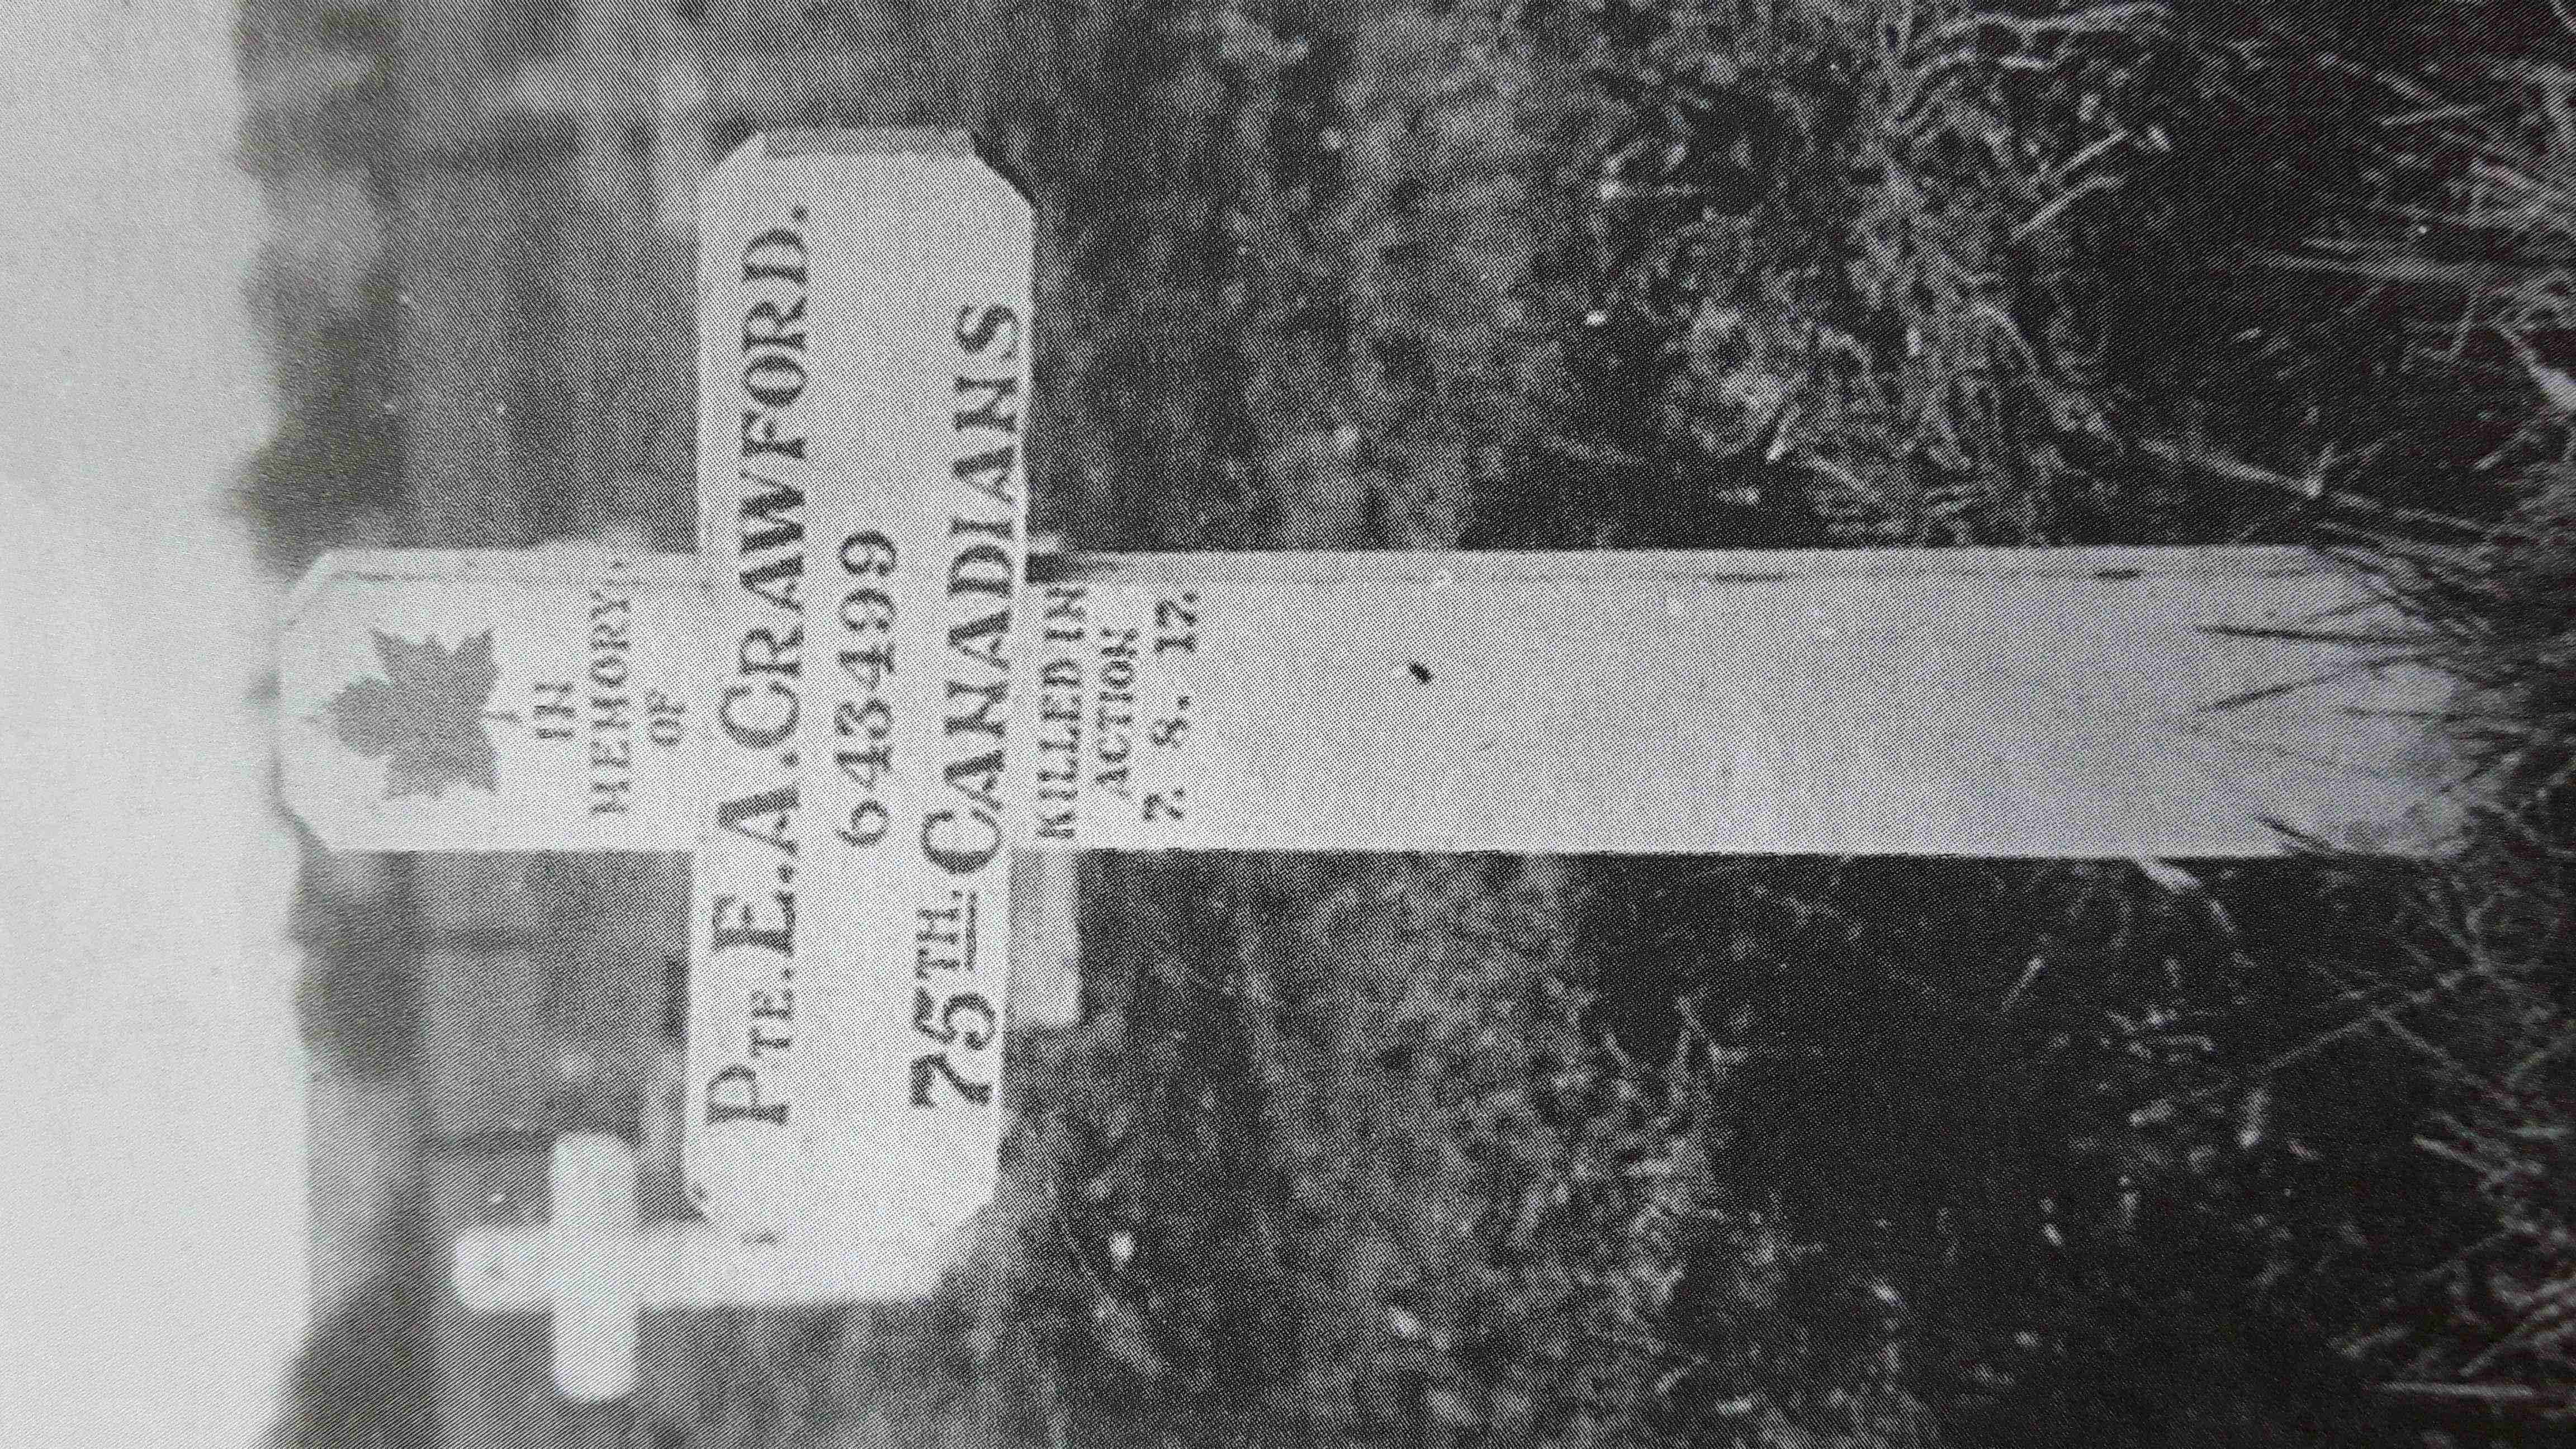 IN
MEMORY
OF
PTE. E.A. CRAWFORD.
643499
75TH. CANADIANS
KILLED IN
ACTION
7. 8. 17.